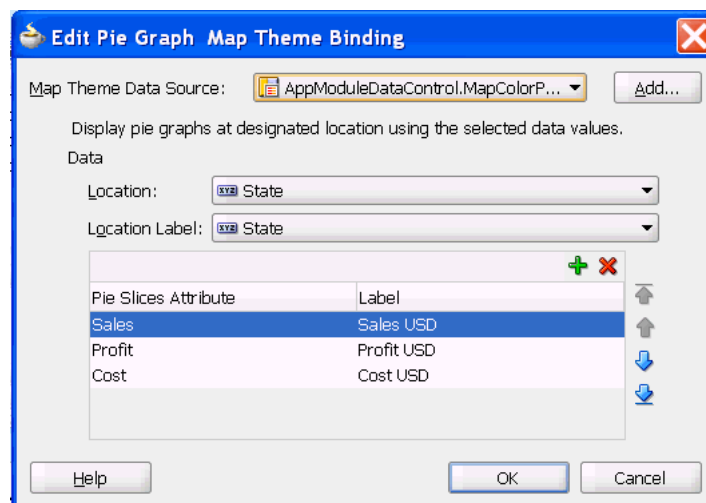 Edit Pie Graph Map Theme Binding
Map Theme Data Source: AppModuleDataControl.MapColorP... Add...
Display pie graphs at designated location using the selected data values.
Data
Location: XYZ State
Location Label: XYZ State
Pie Slices Attribute Label
Sales Sales USD
Profit Profit USD
Cost Cost USD
Help OK Cancel